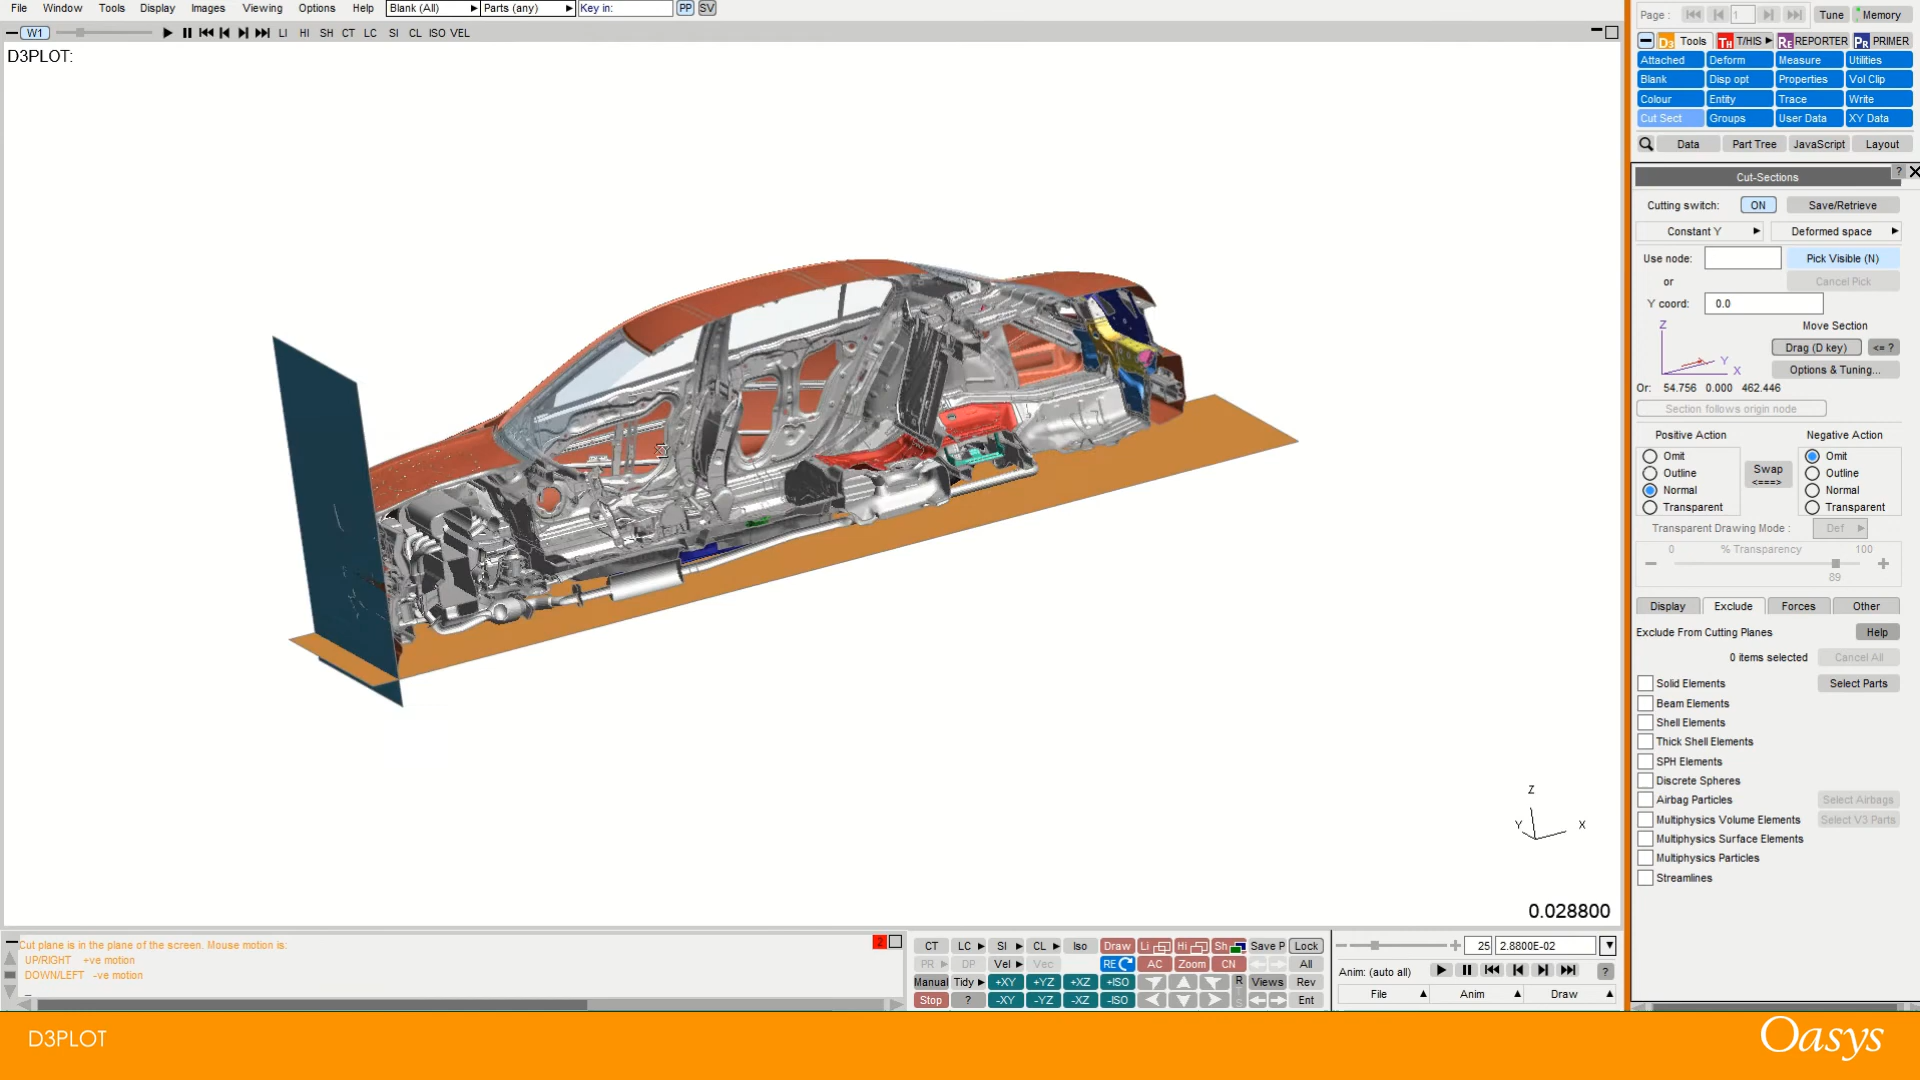 File Window Tools Display Images Viewing Options Help Blank (All) Parts (any) Key in: PP SV
W1 LI HI SH CT LC SI CL ISO VEL
D3PLOT:
Page : 1 Tune Memory
D3 Tools TH T/HIS RE REPORTER PR PRIMER
Attached Deform Measure Utilities
Blank Disp opt Properties Vol Clip
Colour Entity Trace Write
Cut Sect Groups User Data XY Data
Data Part Tree JavaScript Layout
Cut-Sections ?
Cutting switch: ON Save/Retrieve
Constant Y Deformed space
Use node: Pick Visible (N)
or Cancel Pick
Y coord: 0.0
Move Section
Z Y X
Drag (D key) <= ?
Options & Tuning...
Or: 54.756 0.000 462.446
Section follows origin node
Positive Action Negative Action
Omit Omit
Outline Swap Outline
Normal <===> Normal
Transparent Transparent
Transparent Drawing Mode : Def
0 % Transparency 100
89
Display Exclude Forces Other
Exclude From Cutting Planes Help
0 items selected Cancel All
Solid Elements Select Parts
Beam Elements
Shell Elements
Thick Shell Elements
SPH Elements
Discrete Spheres
Airbag Particles Select Airbags
Multiphysics Volume Elements Select V3 Parts
Multiphysics Surface Elements
Multiphysics Particles
Streamlines
Z
Y X
0.028800
Cut plane is in the plane of the screen. Mouse motion is:
UP/RIGHT +ve motion
DOWN/LEFT -ve motion
2
CT LC SI CL Iso Draw Li Hi Sh Save P Lock
PR DP Vel Vec RE AC Zoom CN All
Manual Tidy +XY +YZ +XZ +ISO R Views Rev
Stop ? -XY -YZ -XZ -ISO T S Ent
25 2.8800E-02
Anim: (auto all) ?
File Anim Draw
D3PLOT
Oasys